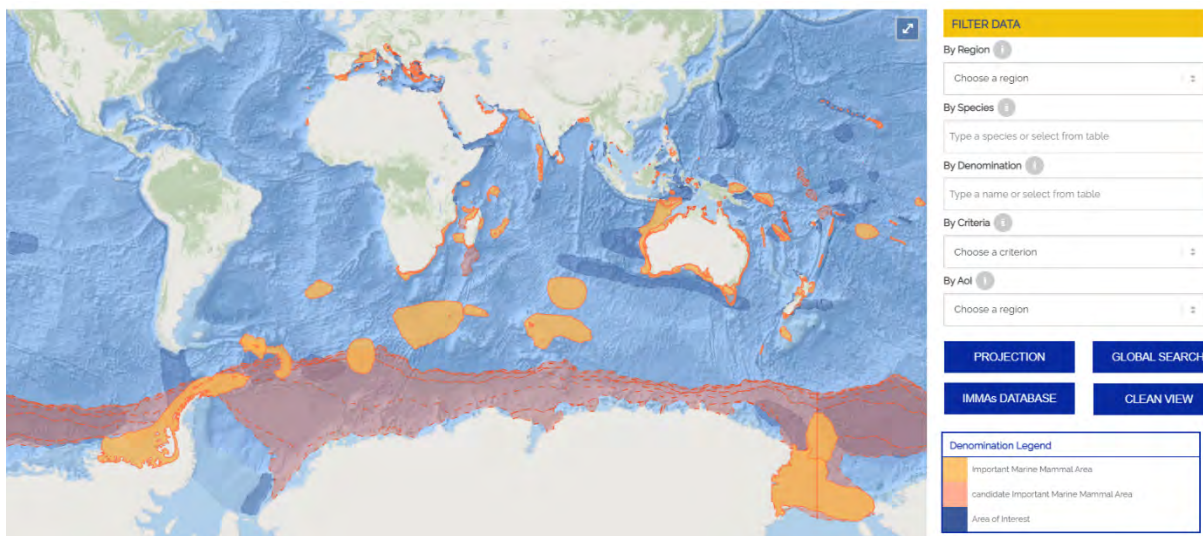 FILTER DATA
By Region i
Choose a region
By Species i
Type a species or select from table
By Denomination i
Type a name or select from table
By Criteria i
Choose a criterion
By AoI i
Choose a region
PROJECTION GLOBAL SEARCH
IMMAs DATABASE CLEAN VIEW
Denomination Legend
Important Marine Mammal Area
candidate Important Marine Mammal Area
Area of Interest